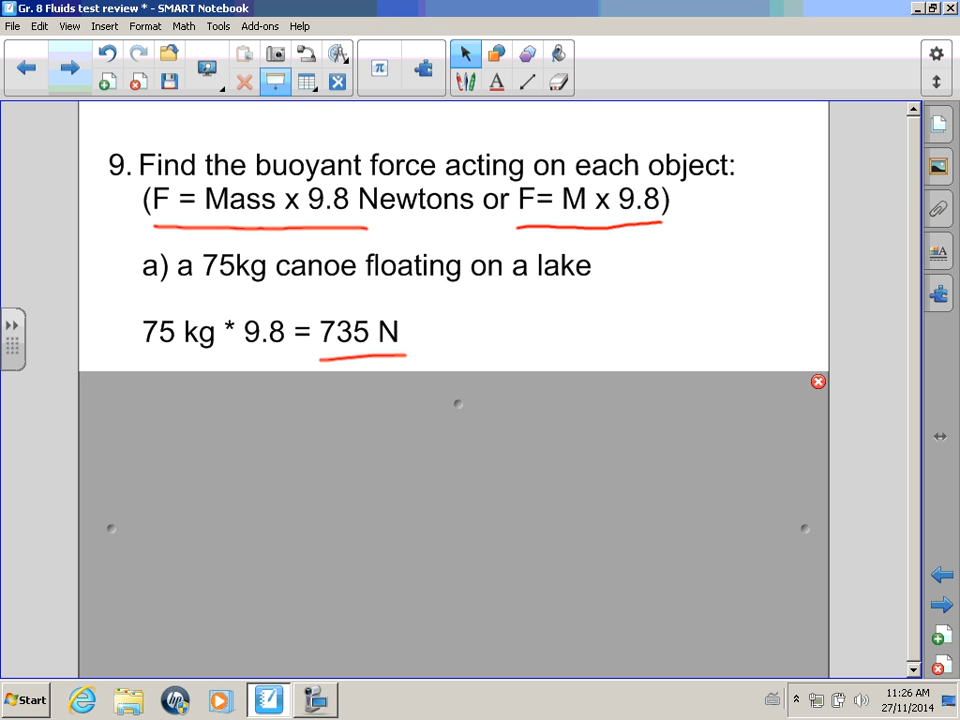 Gr. 8 Fluids test review * - SMART Notebook
File Edit View Insert Format Math Tools Add-ons Help
9. Find the buoyant force acting on each object:
(F = Mass x 9.8 Newtons or F= M x 9.8)
a) a 75kg canoe floating on a lake
75 kg * 9.8 = 735 N
Start
11:26 AM
27/11/2014